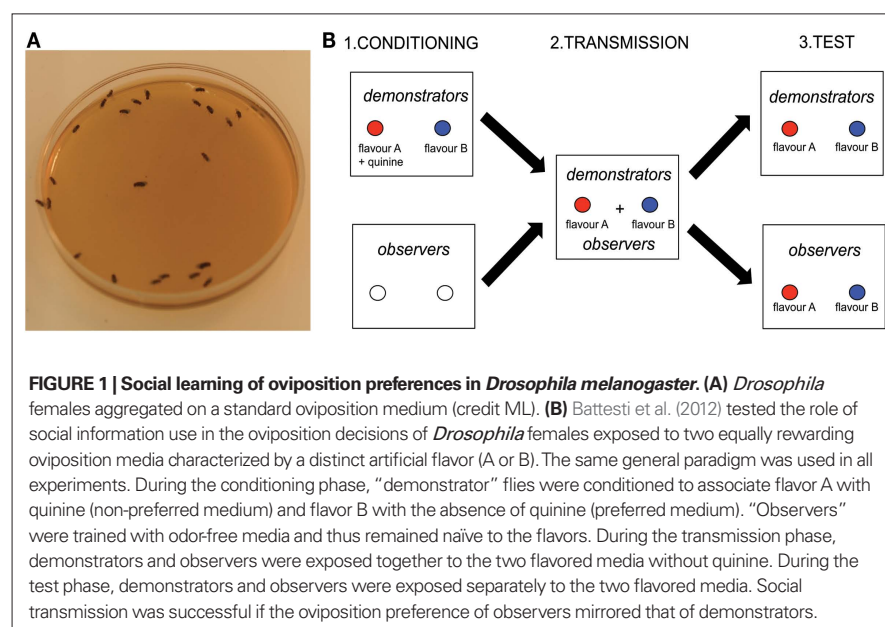 A
B
1.CONDITIONING
2.TRANSMISSION
3.TEST
demonstrators
flavour A
+ quinine
flavour B
observers
demonstrators
+
flavour A
flavour B
observers
demonstrators
flavour A
flavour B
observers
flavour A
flavour B
FIGURE 1 | Social learning of oviposition preferences in Drosophila melanogaster. (A) Drosophila
females aggregated on a standard oviposition medium (credit ML). (B) Battesti et al. (2012) tested the role of
social information use in the oviposition decisions of Drosophila females exposed to two equally rewarding
oviposition media characterized by a distinct artificial flavor (A or B). The same general paradigm was used in all
experiments. During the conditioning phase, “demonstrator” flies were conditioned to associate flavor A with
quinine (non-preferred medium) and flavor B with the absence of quinine (preferred medium). “Observers”
were trained with odor-free media and thus remained naïve to the flavors. During the transmission phase,
demonstrators and observers were exposed together to the two flavored media without quinine. During the
test phase, demonstrators and observers were exposed separately to the two flavored media. Social
transmission was successful if the oviposition preference of observers mirrored that of demonstrators.